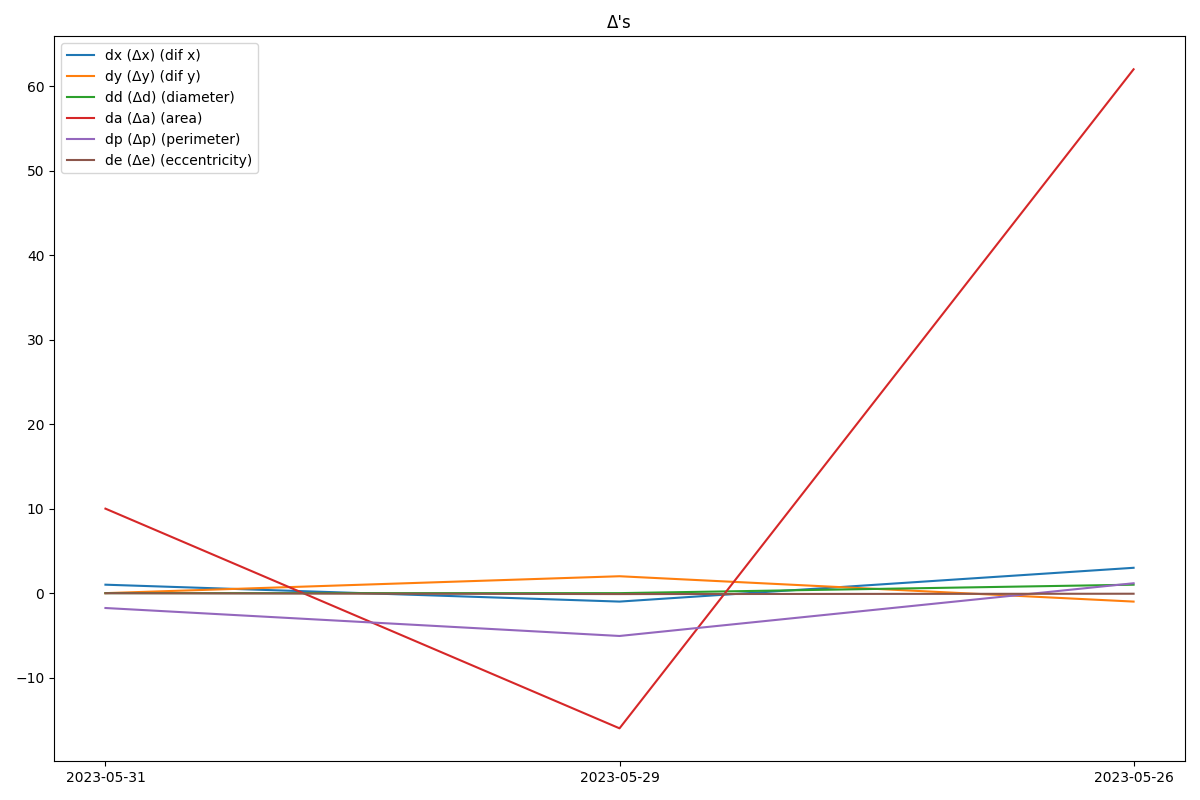 Δ's
dx (Δx) (dif x)
dy (Δy) (dif y)
dd (Δd) (diameter)
da (Δa) (area)
dp (Δp) (perimeter)
de (Δe) (eccentricity)
60
50
40
30
20
10
0
−10
2023-05-31 2023-05-29 2023-05-26